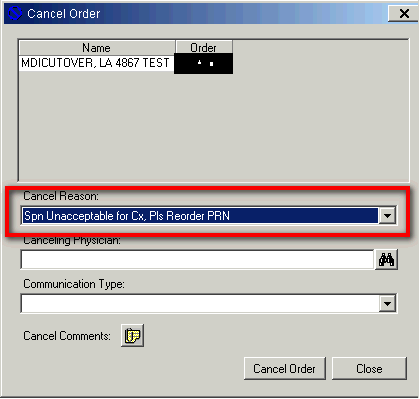 Cancel Order
Name Order
MDICUTOVER, LA 4867 TEST
Cancel Reason:
Spn Unacceptable for Cx, Pls Reorder PRN
Canceling Physician:
Communication Type:
Cancel Comments:
Cancel Order Close